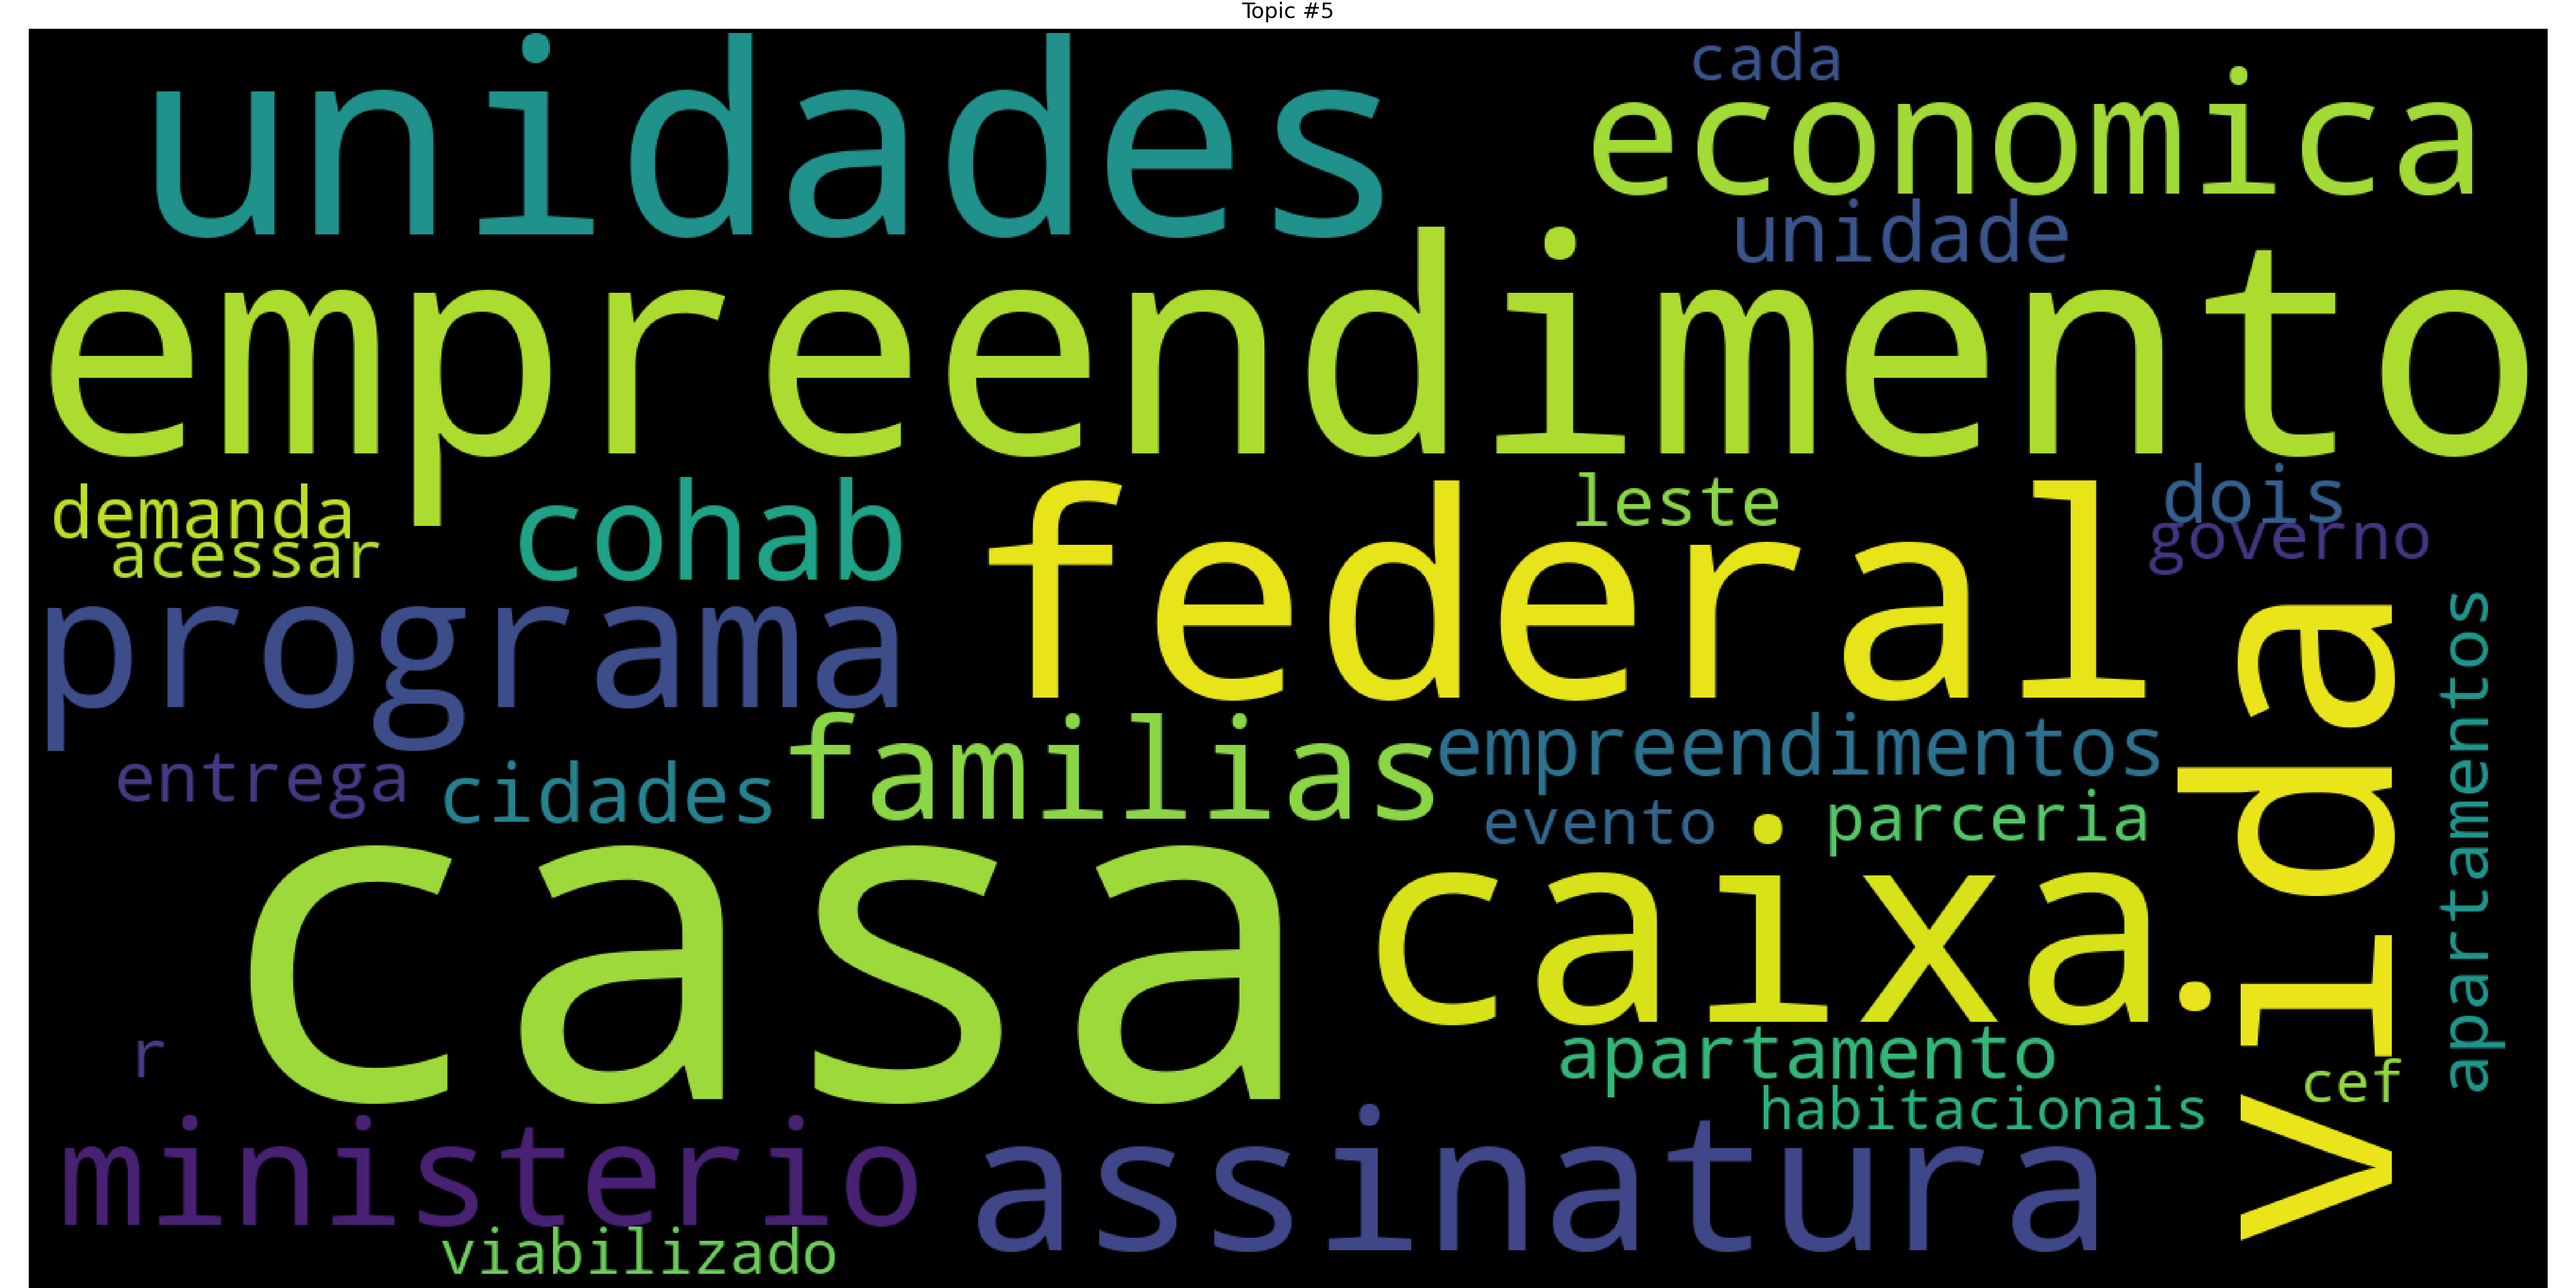 Topic #5
cada
unidades
economica
unidade
empreendimento
demanda
cohab
leste
dois
acessar
federal
governo
programa
vida
apartamentos
familias
empreendimentos
entrega
cidades
evento
parceria
casa
caixa
r
apartamento
cef
habitacionais
ministerio
assinatura
viabilizado